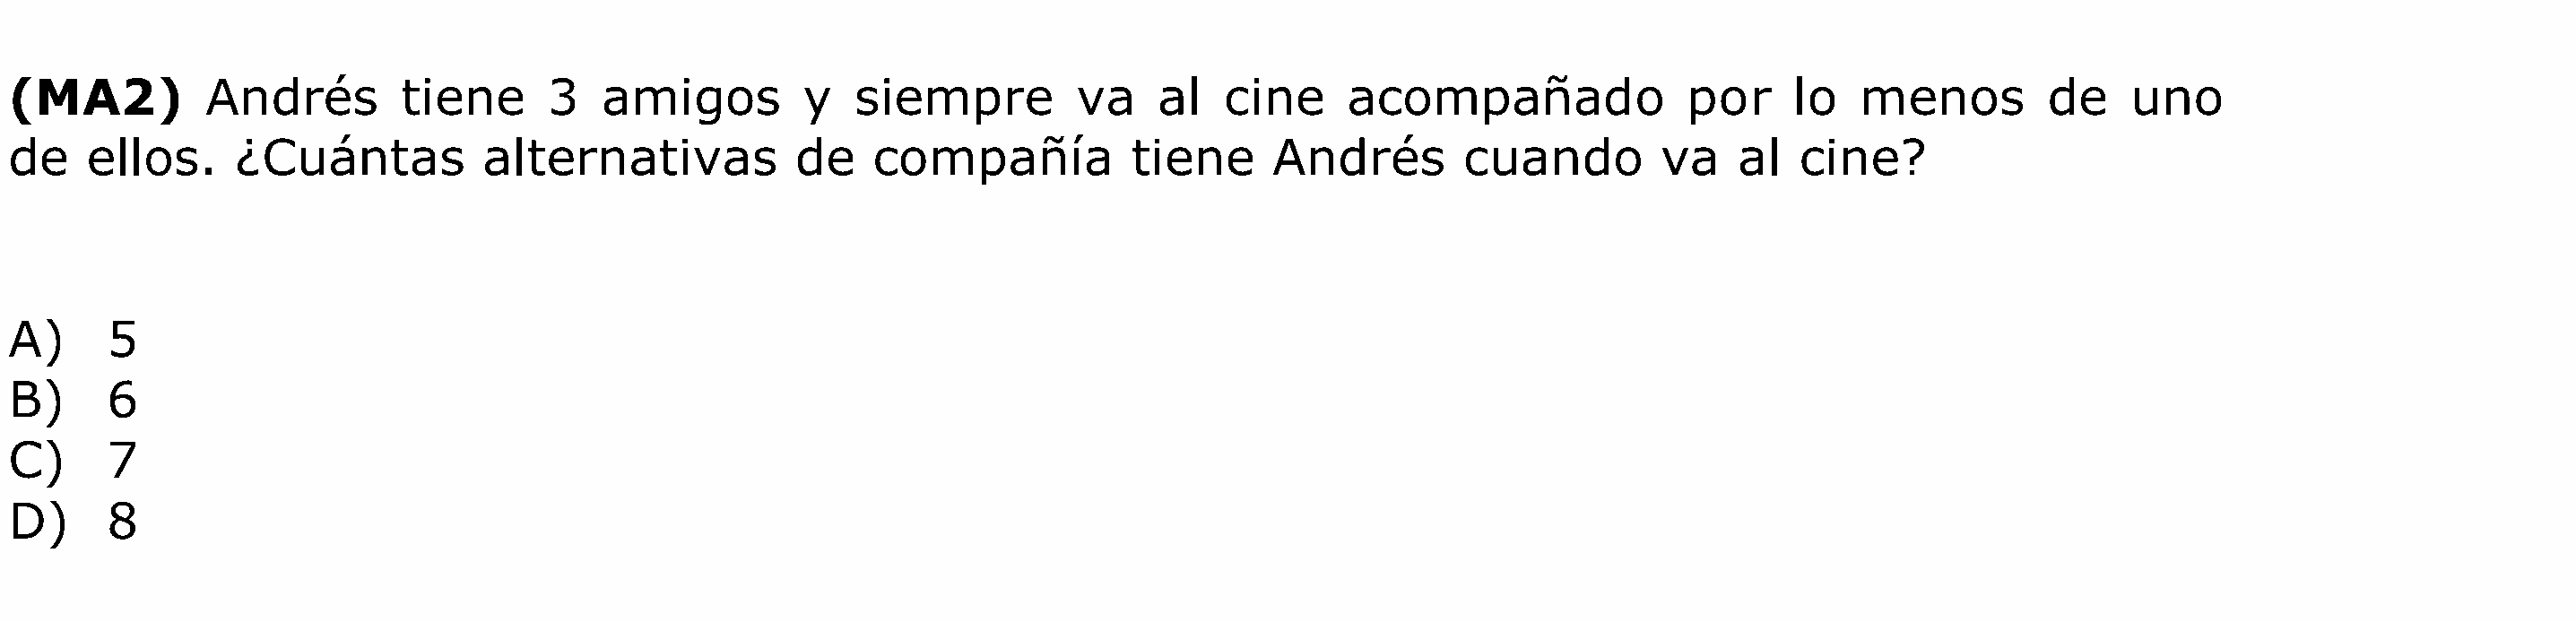 (MA2) Andrés tiene 3 amigos y siempre va al cine acompañado por lo menos de uno
de ellos. ¿Cuántas alternativas de compañía tiene Andrés cuando va al cine?
A) 5
B) 6
C) 7
D) 8